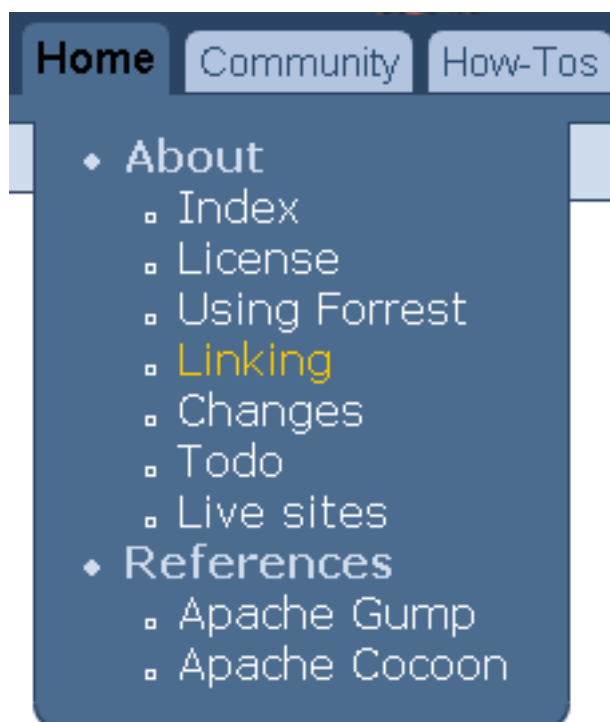 Home Community How-Tos
About
Index
License
Using Forrest
Linking
Changes
Todo
Live sites
References
Apache Gump
Apache Cocoon